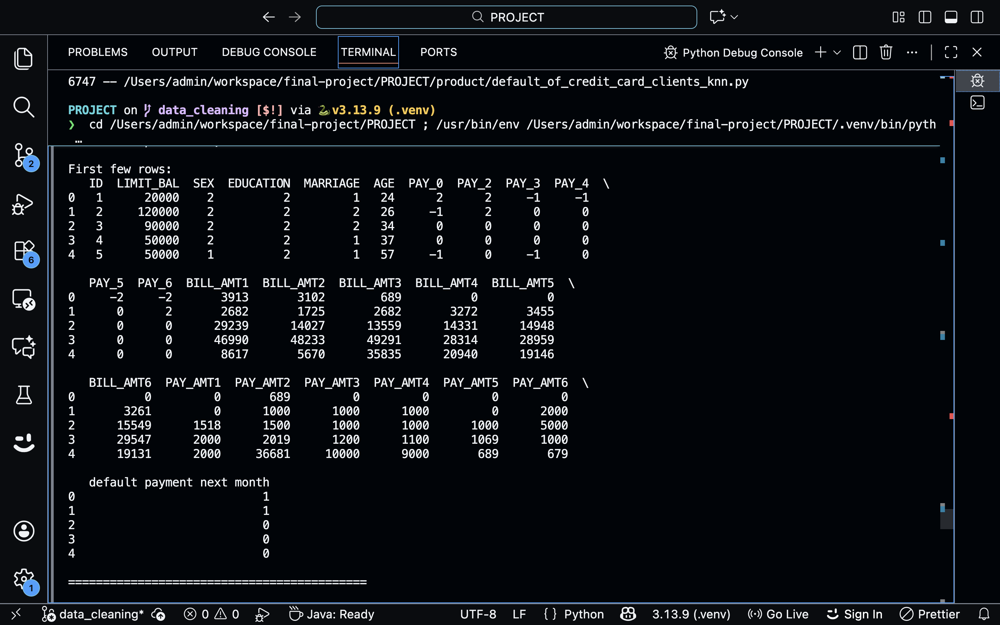 PROJECT
PROBLEMS OUTPUT DEBUG CONSOLE TERMINAL PORTS Python Debug Console
6747 -- /Users/admin/workspace/final-project/PROJECT/product/default_of_credit_card_clients_knn.py
PROJECT on data_cleaning [$!] via 🐍v3.13.9 (.venv)
❯ cd /Users/admin/workspace/final-project/PROJECT ; /usr/bin/env /Users/admin/workspace/final-project/PROJECT/.venv/bin/pyth
…
First few rows:
   ID  LIMIT_BAL  SEX  EDUCATION  MARRIAGE  AGE  PAY_0  PAY_2  PAY_3  PAY_4  \
0   1      20000    2          2         1   24      2      2     -1     -1
1   2     120000    2          2         2   26     -1      2      0      0
2   3      90000    2          2         2   34      0      0      0      0
3   4      50000    2          2         1   37      0      0      0      0
4   5      50000    1          2         1   57     -1      0     -1      0
   PAY_5  PAY_6  BILL_AMT1  BILL_AMT2  BILL_AMT3  BILL_AMT4  BILL_AMT5  \
0     -2     -2       3913       3102        689          0          0
1      0      2       2682       1725       2682       3272       3455
2      0      0      29239      14027      13559      14331      14948
3      0      0      46990      48233      49291      28314      28959
4      0      0       8617       5670      35835      20940      19146
   BILL_AMT6  PAY_AMT1  PAY_AMT2  PAY_AMT3  PAY_AMT4  PAY_AMT5  PAY_AMT6  \
0          0         0       689         0         0         0         0
1       3261         0      1000      1000      1000         0      2000
2      15549      1518      1500      1000      1000      1000      5000
3      29547      2000      2019      1200      1100      1069      1000
4      19131      2000     36681     10000      9000       689       679
   default payment next month
0                           1
1                           1
2                           0
3                           0
4                           0
===========================================
2
6
1
data_cleaning* 0 0 Java: Ready UTF-8 LF {} Python 3.13.9 (.venv) Go Live Sign In Prettier